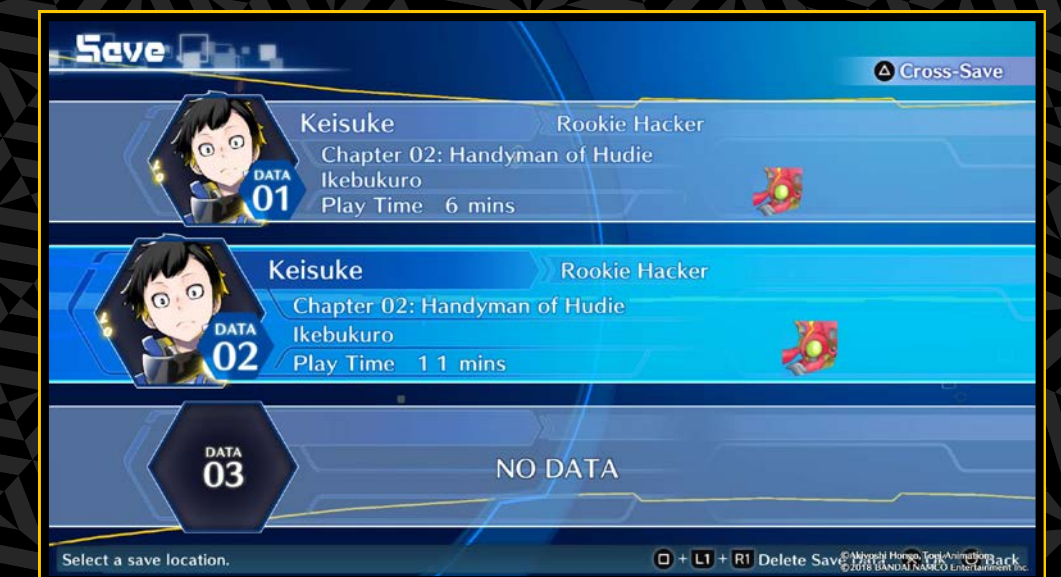 Save
Cross-Save
Keisuke Rookie Hacker
Chapter 02: Handyman of Hudie
Ikebukuro
Play Time 6 mins
DATA
01
Keisuke Rookie Hacker
Chapter 02: Handyman of Hudie
Ikebukuro
Play Time 11 mins
DATA
02
DATA
03
NO DATA
Select a save location.
□ + L1 + R1 Delete Save Back
©Akiyoshi Hongo, Toei Animation
©2018 BANDAI NAMCO Entertainment Inc.